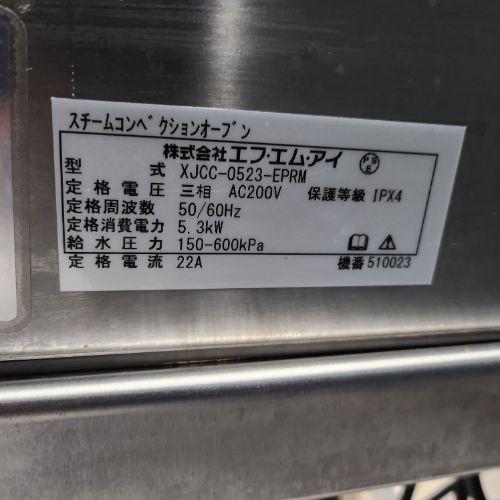 スチームコンベクションオーブン
株式会社エフ・エム・アイ
PSE
型 式 XJCC-0523-EPRM
定格電圧 三相 AC200V 保護等級 IPX4
定格周波数 50/60Hz
定格消費電力 5.3kW
給水圧力 150-600kPa
定格電流 22A 機番 510023